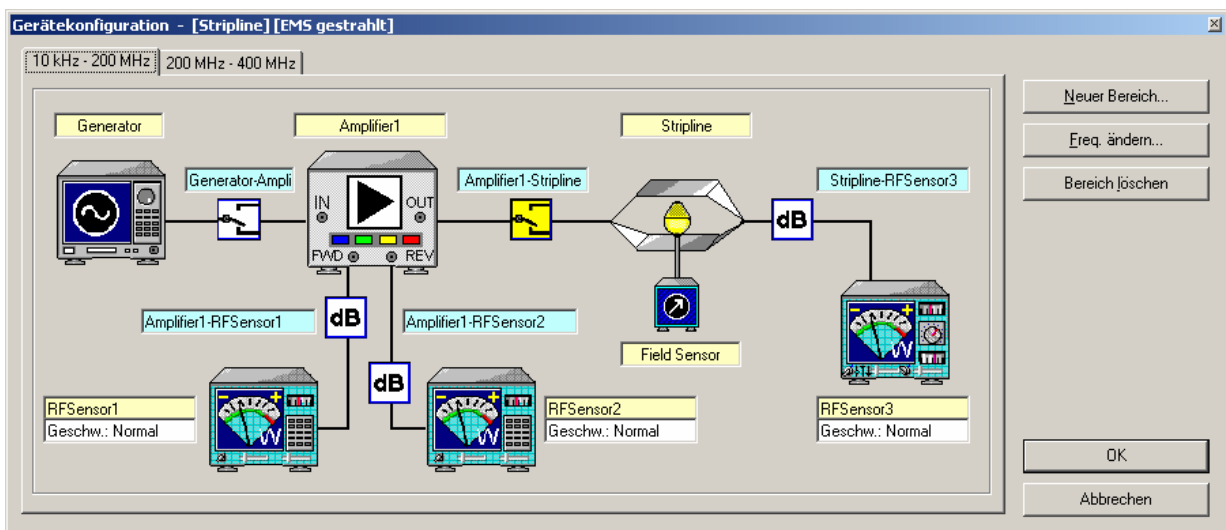 Gerätekonfiguration - [Stripline] [EMS gestrahlt]
10 kHz - 200 MHz
200 MHz - 400 MHz
Neuer Bereich...
Freq. ändern...
Bereich löschen
Generator
Amplifier1
Stripline
Generator-Ampli
Amplifier1-Stripline
Stripline-RFSensor3
IN
OUT
FWD
REV
dB
Amplifier1-RFSensor1
dB
Amplifier1-RFSensor2
dB
Field Sensor
RFSensor1
Geschw.: Normal
RFSensor2
Geschw.: Normal
RFSensor3
Geschw.: Normal
OK
Abbrechen